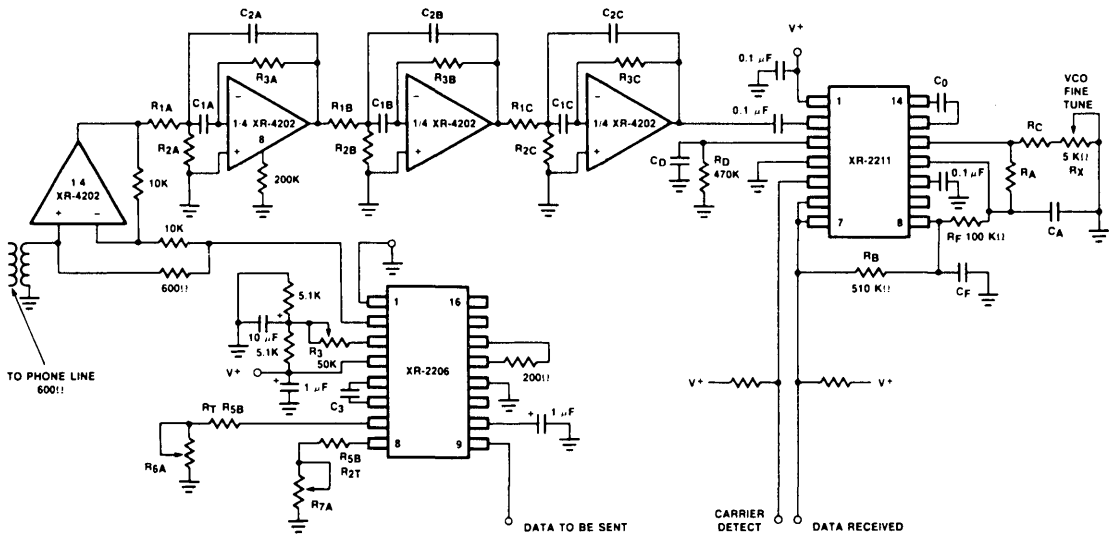 C2A
C2B
C2C
V+
0.1 µF
C0
VCO
FINE
TUNE
R3A
R3B
R3C
R1A
C1A
−
1/4 XR-4202
+
8
R2A
200K
R1B
C1B
−
1/4 XR-4202
+
R2B
R1C
C1C
−
1/4 XR-4202
+
R2C
0.1 µF
1
14
XR-2211
7
8
CD
RD
470K
RC
5 KΩ
RX
RA
0.1 µF
RF 100 KΩ
CA
RB
510 KΩ
CF
1 4
XR-4202
+ −
10K
10K
600Ω
TO PHONE LINE
600Ω
5.1K
+
10 µF
5.1K
R3
50K
V+
+
1 µF
C3
1
16
XR-2206
8
9
200Ω
+
1 µF
RT R5B
R6A
R5B
R2T
R7A
DATA TO BE SENT
V+
V+
CARRIER
DETECT
DATA RECEIVED